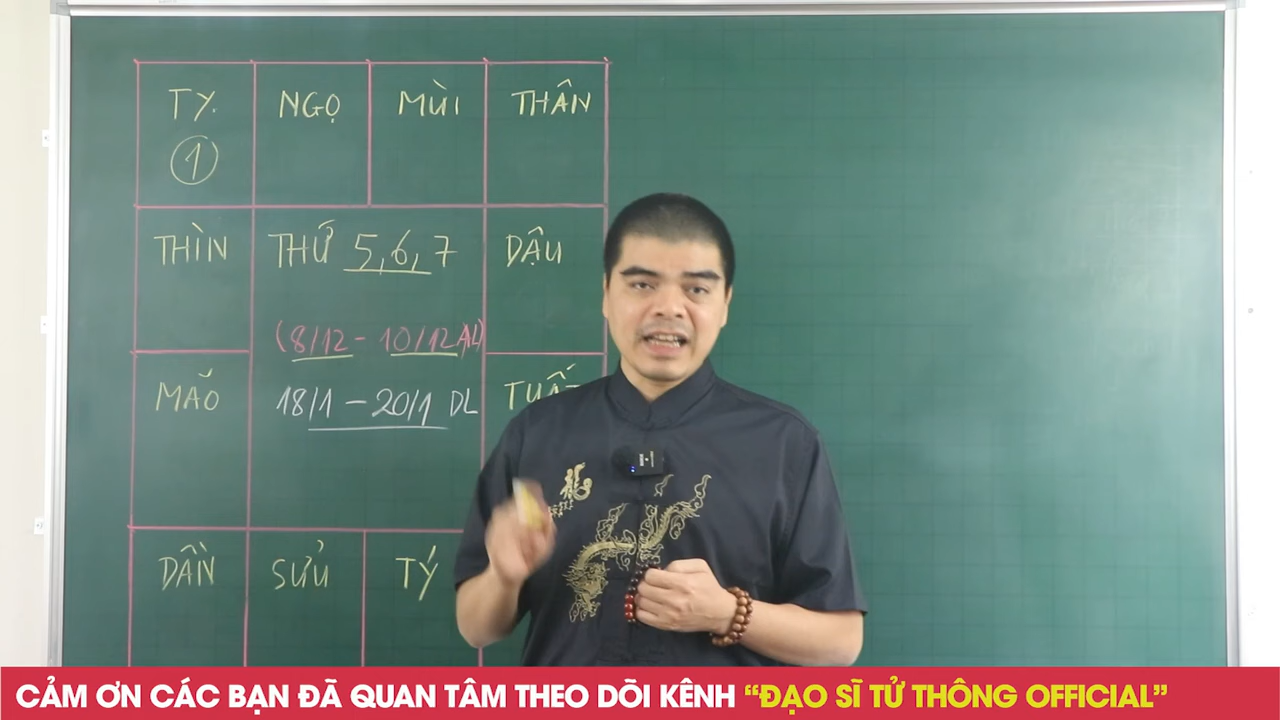 TỴ NGỌ MÙI THÂN
1
THÌN THỨ 5,6,7 DẬU
(8/12 - 10/12 AL)
MÃO 18/1 - 20/1 DL
DẦN SỬU TÝ
CẢM ƠN CÁC BẠN ĐÃ QUAN TÂM THEO DÕI KÊNH “ĐẠO SĨ TỬ THÔNG OFFICIAL”